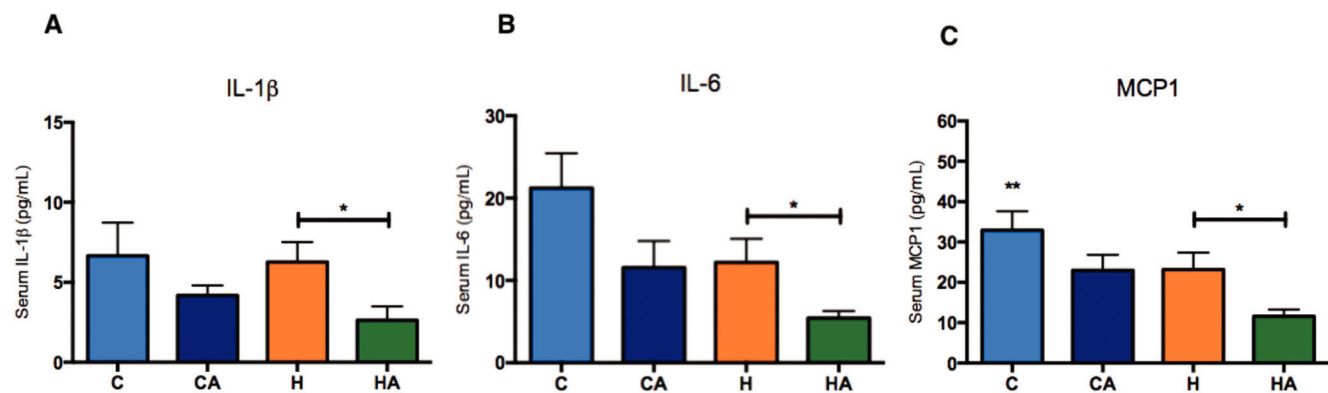 A
IL-1β
Serum IL-1β (pg/mL)
15
10
5
0
*
C CA H HA
B
IL-6
Serum IL-6 (pg/mL)
30
20
10
0
*
C CA H HA
C
MCP1
Serum MCP1 (pg/mL)
60
50
40
30
20
10
0
**
*
C CA H HA